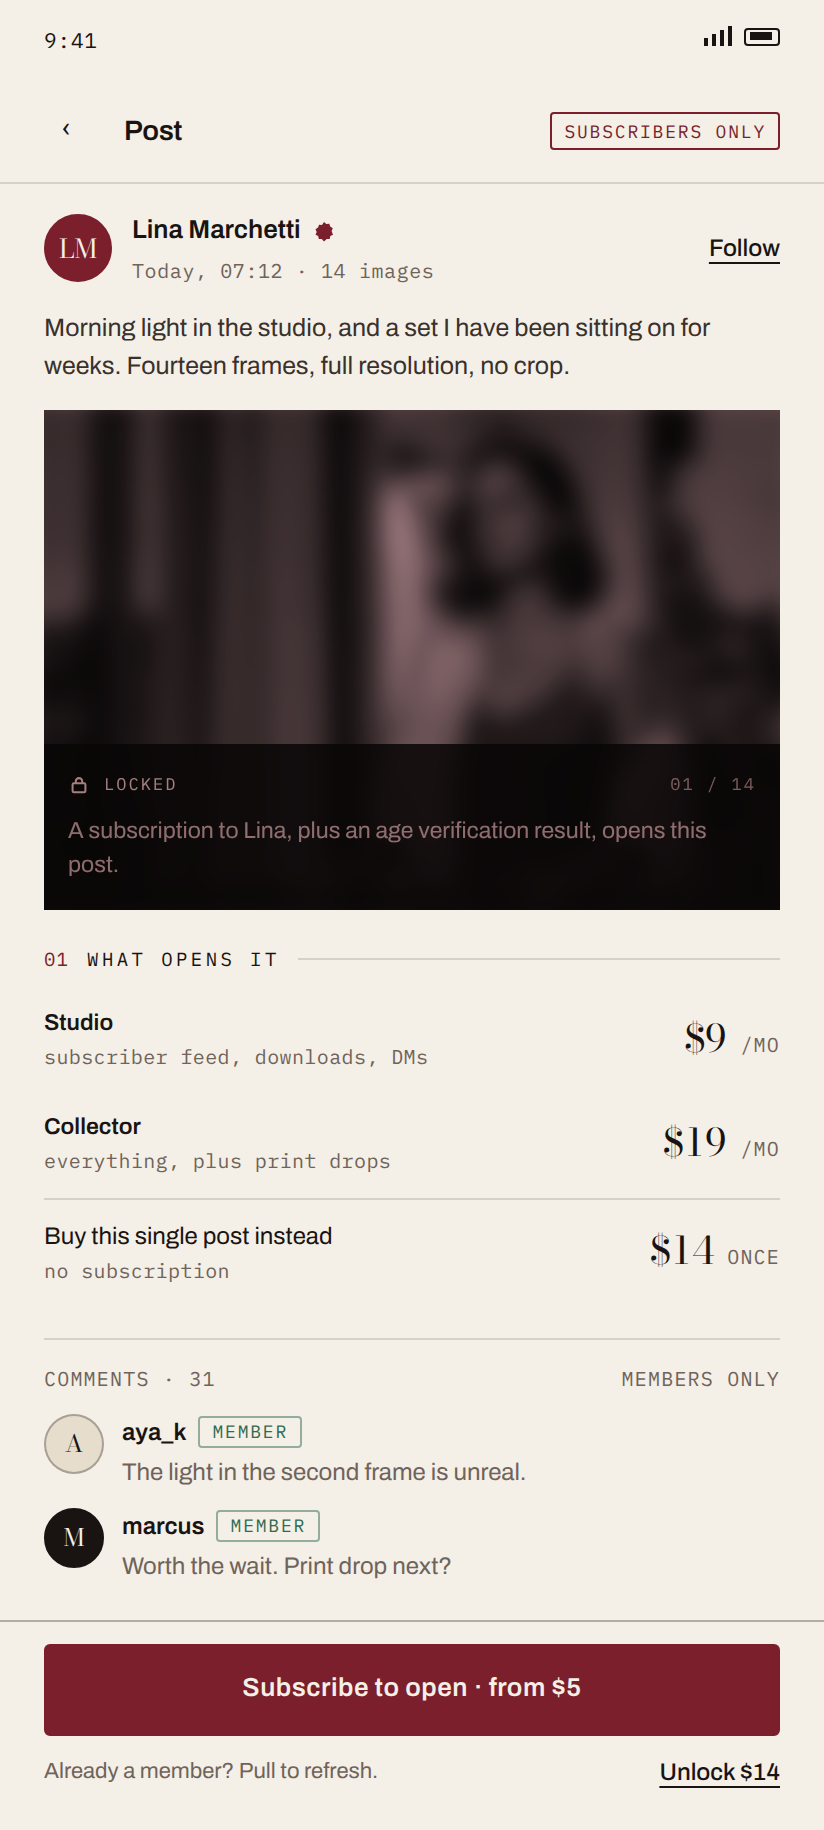 9:41
‹ Post SUBSCRIBERS ONLY
LM Lina Marchetti
Today, 07:12 · 14 images
Follow
Morning light in the studio, and a set I have been sitting on for
weeks. Fourteen frames, full resolution, no crop.
LOCKED 01 / 14
A subscription to Lina, plus an age verification result, opens this
post.
01 WHAT OPENS IT
Studio
subscriber feed, downloads, DMs
$9 /MO
Collector
everything, plus print drops
$19 /MO
Buy this single post instead
no subscription
$14 ONCE
COMMENTS · 31 MEMBERS ONLY
A aya_k MEMBER
The light in the second frame is unreal.
M marcus MEMBER
Worth the wait. Print drop next?
Subscribe to open · from $5
Already a member? Pull to refresh. Unlock $14